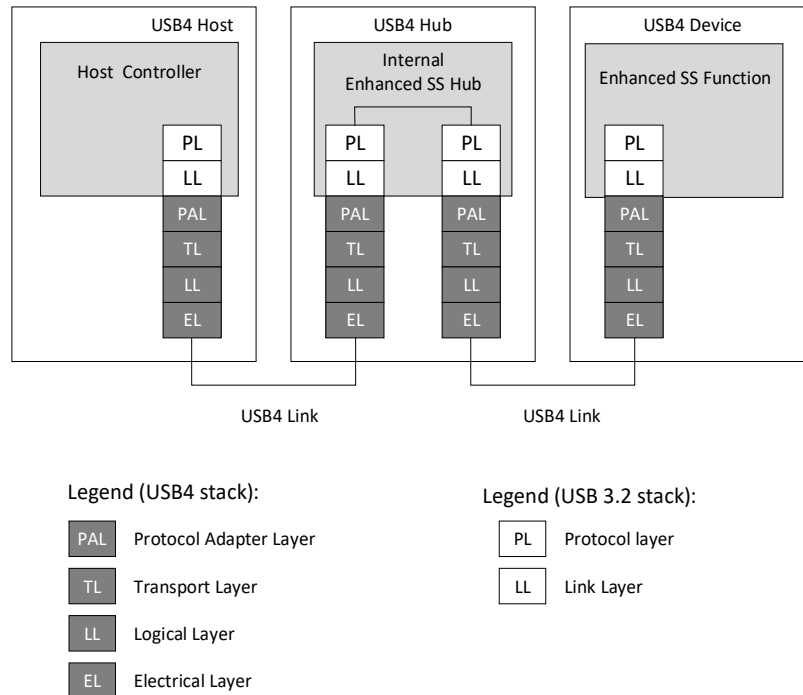 USB4 Host
USB4 Hub
USB4 Device
Host Controller
Internal
Enhanced SS Hub
Enhanced SS Function
PL
PL
PL
PL
LL
LL
LL
LL
PAL
PAL
PAL
PAL
TL
TL
TL
TL
LL
LL
LL
LL
EL
EL
EL
EL
USB4 Link
USB4 Link
Legend (USB4 stack):
PAL Protocol Adapter Layer
TL Transport Layer
LL Logical Layer
EL Electrical Layer
Legend (USB 3.2 stack):
PL Protocol layer
LL Link Layer